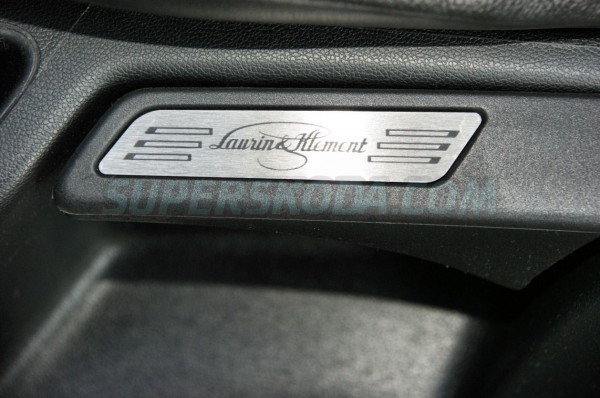 Laurin & Klement
SUPERSKODA.COM